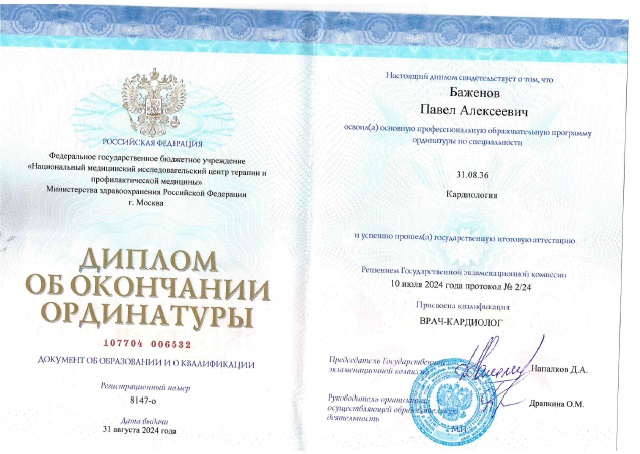 РОССИЙСКАЯ ФЕДЕРАЦИЯ
Федеральное государственное бюджетное учреждение
«Национальный медицинский исследовательский центр терапии и
профилактической медицины»
Министерства здравоохранения Российской Федерации
г. Москва
ДИПЛОМ
ОБ ОКОНЧАНИИ
ОРДИНАТУРЫ
107704 006532
ДОКУМЕНТ ОБ ОБРАЗОВАНИИ И О КВАЛИФИКАЦИИ
Регистрационный номер
8147-о
Дата выдачи
31 августа 2024 года
Настоящий диплом свидетельствует о том, что
Баженов
Павел Алексеевич
освоил(а) основную профессиональную образовательную программу
ординатуры по специальности
31.08.36
Кардиология
и успешно прошел(а) государственную итоговую аттестацию
Решением Государственной экзаменационной комиссии
10 июля 2024 года протокол № 2/24
Присвоена квалификация
ВРАЧ-КАРДИОЛОГ
Председатель Государственной
экзаменационной комиссии
Напалков Д.А.
Руководитель организации,
осуществляющей образовательную
деятельность
Драпкина О.М.